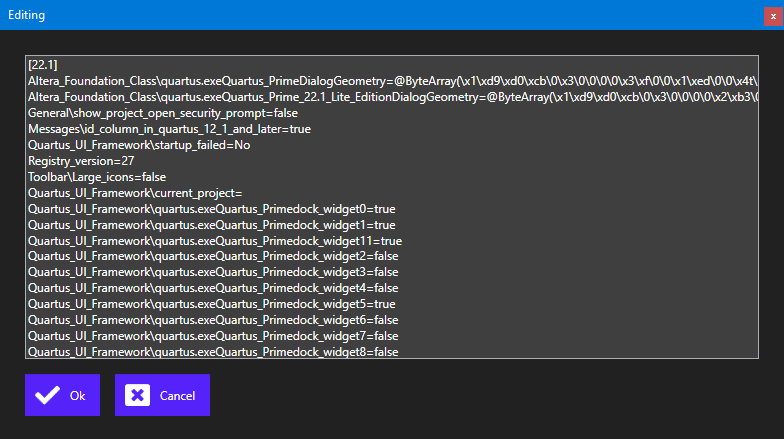 Editing
x
[22.1]
Altera_Foundation_Class\quartus.exeQuartus_PrimeDialogGeometry=@ByteArray(\x1\xd9\xd0\xcb\0\x3\0\0\0\0\x3\xf\0\0\x1\xed\0\0\x4t\
Altera_Foundation_Class\quartus.exeQuartus_Prime_22.1_Lite_EditionDialogGeometry=@ByteArray(\x1\xd9\xd0\xcb\0\x3\0\0\0\0\x2\xb3\0
General\show_project_open_security_prompt=false
Messages\id_column_in_quartus_12_1_and_later=true
Quartus_UI_Framework\startup_failed=No
Registry_version=27
Toolbar\Large_icons=false
Quartus_UI_Framework\current_project=
Quartus_UI_Framework\quartus.exeQuartus_Primedock_widget0=true
Quartus_UI_Framework\quartus.exeQuartus_Primedock_widget1=true
Quartus_UI_Framework\quartus.exeQuartus_Primedock_widget11=true
Quartus_UI_Framework\quartus.exeQuartus_Primedock_widget2=false
Quartus_UI_Framework\quartus.exeQuartus_Primedock_widget3=false
Quartus_UI_Framework\quartus.exeQuartus_Primedock_widget4=false
Quartus_UI_Framework\quartus.exeQuartus_Primedock_widget5=true
Quartus_UI_Framework\quartus.exeQuartus_Primedock_widget6=false
Quartus_UI_Framework\quartus.exeQuartus_Primedock_widget7=false
Quartus_UI_Framework\quartus.exeQuartus_Primedock_widget8=false
Ok
Cancel